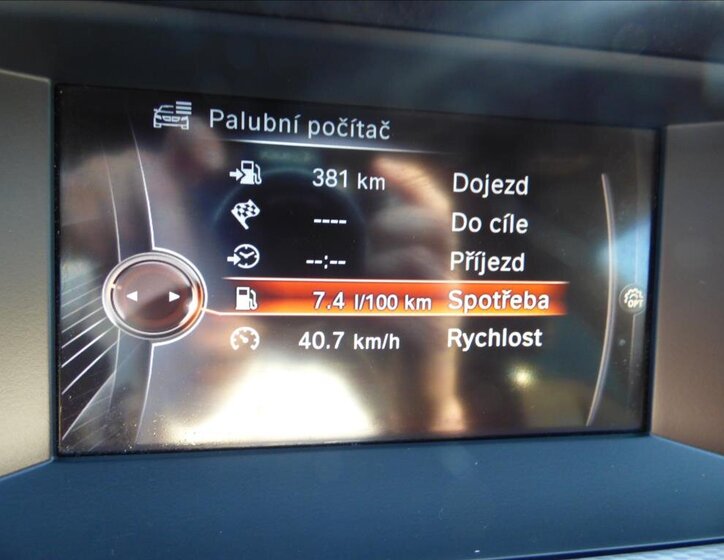 Palubní počítač
381 km Dojezd
---- Do cíle
--:-- Příjezd
7.4 l/100 km Spotřeba
OPT
40.7 km/h Rychlost